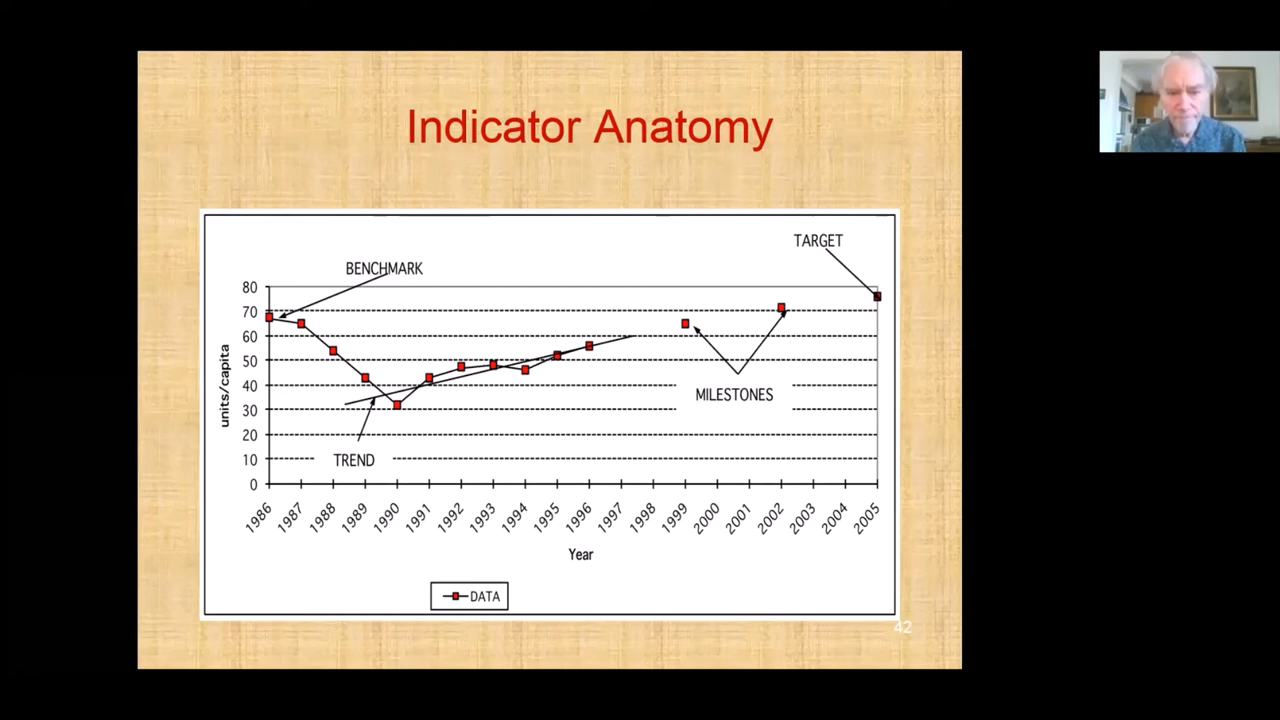 Indicator Anatomy
TARGET
BENCHMARK
80
70
60
50
40
30
20
10
0
units/capita
MILESTONES
TREND
1986 1987 1988 1989 1990 1991 1992 1993 1994 1995 1996 1997 1998 1999 2000 2001 2002 2003 2004 2005
Year
DATA
42